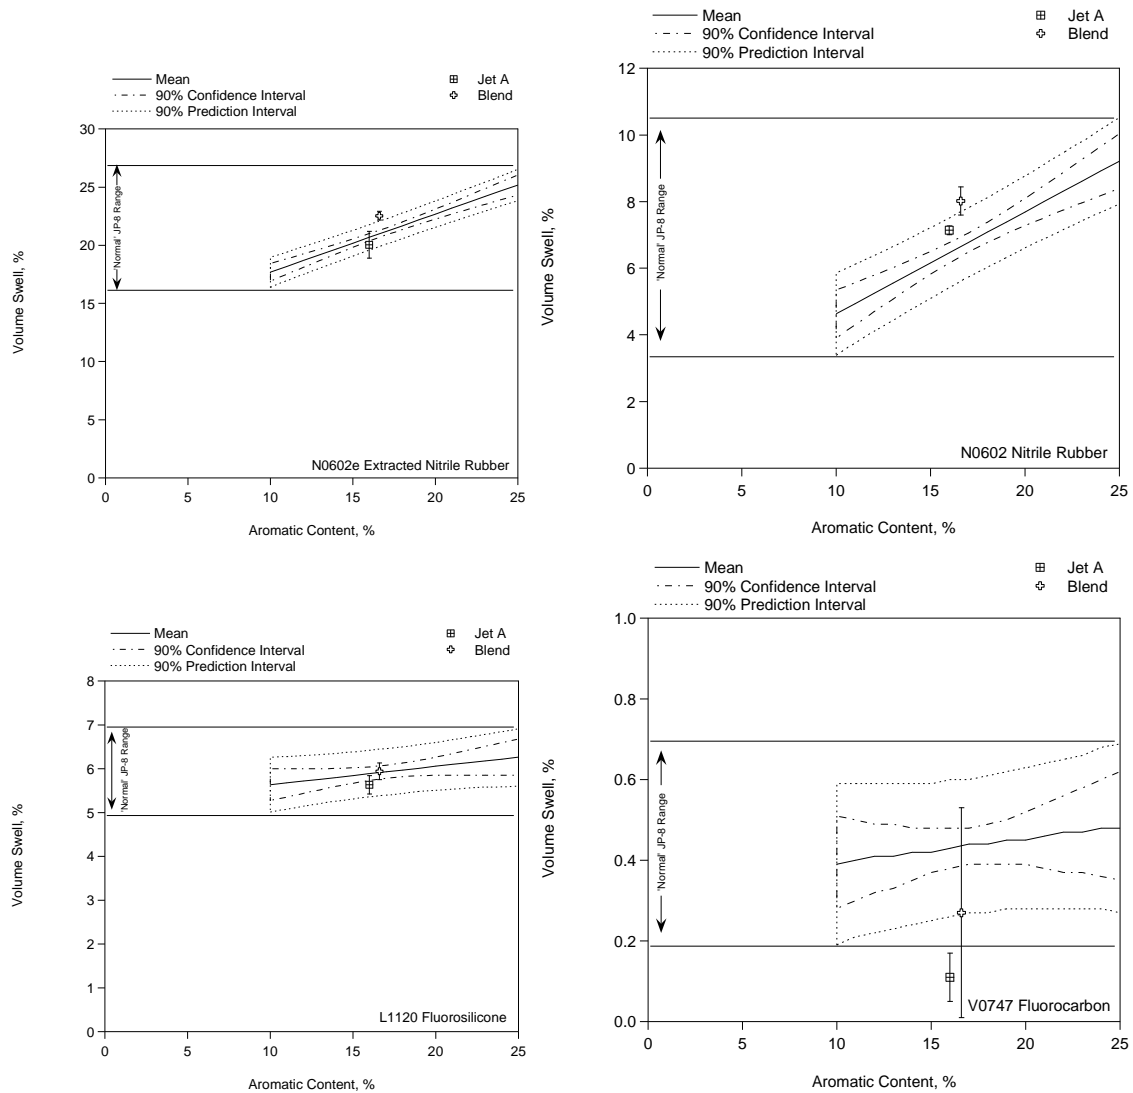 Mean
90% Confidence Interval
90% Prediction Interval
Jet A
Blend
30
25
20
15
10
5
0
Volume Swell, %
'Normal' JP-8 Range
N0602e Extracted Nitrile Rubber
0 5 10 15 20 25
Aromatic Content, %
Mean
90% Confidence Interval
90% Prediction Interval
Jet A
Blend
12
10
8
6
4
2
0
Volume Swell, %
'Normal' JP-8 Range
N0602 Nitrile Rubber
0 5 10 15 20 25
Aromatic Content, %
Mean
90% Confidence Interval
90% Prediction Interval
Jet A
Blend
8
7
6
5
4
3
2
1
0
Volume Swell, %
'Normal' JP-8 Range
L1120 Fluorosilicone
0 5 10 15 20 25
Aromatic Content, %
Mean
90% Confidence Interval
90% Prediction Interval
Jet A
Blend
1.0
0.8
0.6
0.4
0.2
0.0
Volume Swell, %
'Normal' JP-8 Range
V0747 Fluorocarbon
0 5 10 15 20 25
Aromatic Content, %